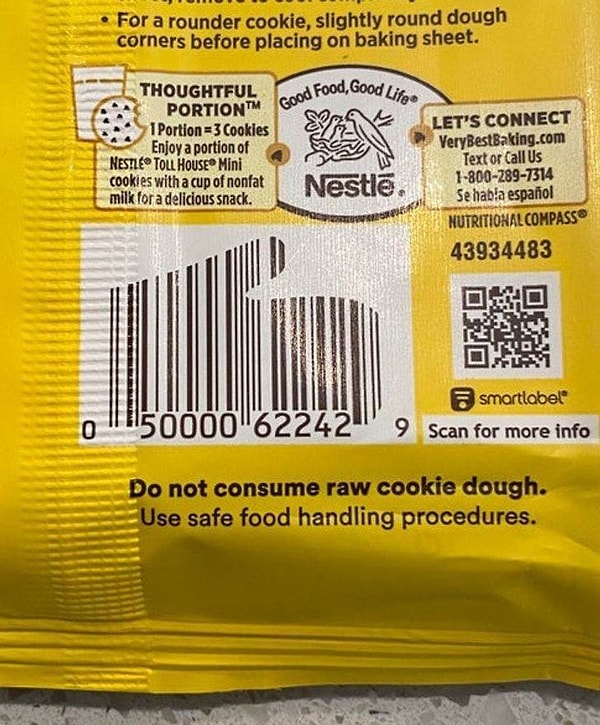 • For a rounder cookie, slightly round dough
corners before placing on baking sheet.
THOUGHTFUL
PORTION™
1 Portion = 3 Cookies
Enjoy a portion of
NESTLÉ® TOLL HOUSE® Mini
cookies with a cup of nonfat
milk for a delicious snack.
Good Food, Good Life®
Nestlé®
LET'S CONNECT
VeryBestBaking.com
Text or Call Us
1-800-289-7314
Se habla español
NUTRITIONAL COMPASS®
43934483
smartlabel®
Scan for more info
0 50000 62242 9
Do not consume raw cookie dough.
Use safe food handling procedures.